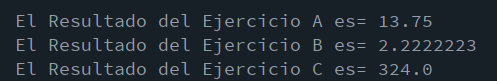 El Resultado del Ejercicio A es= 13.75
El Resultado del Ejercicio B es= 2.2222223
El Resultado del Ejercicio C es= 324.0